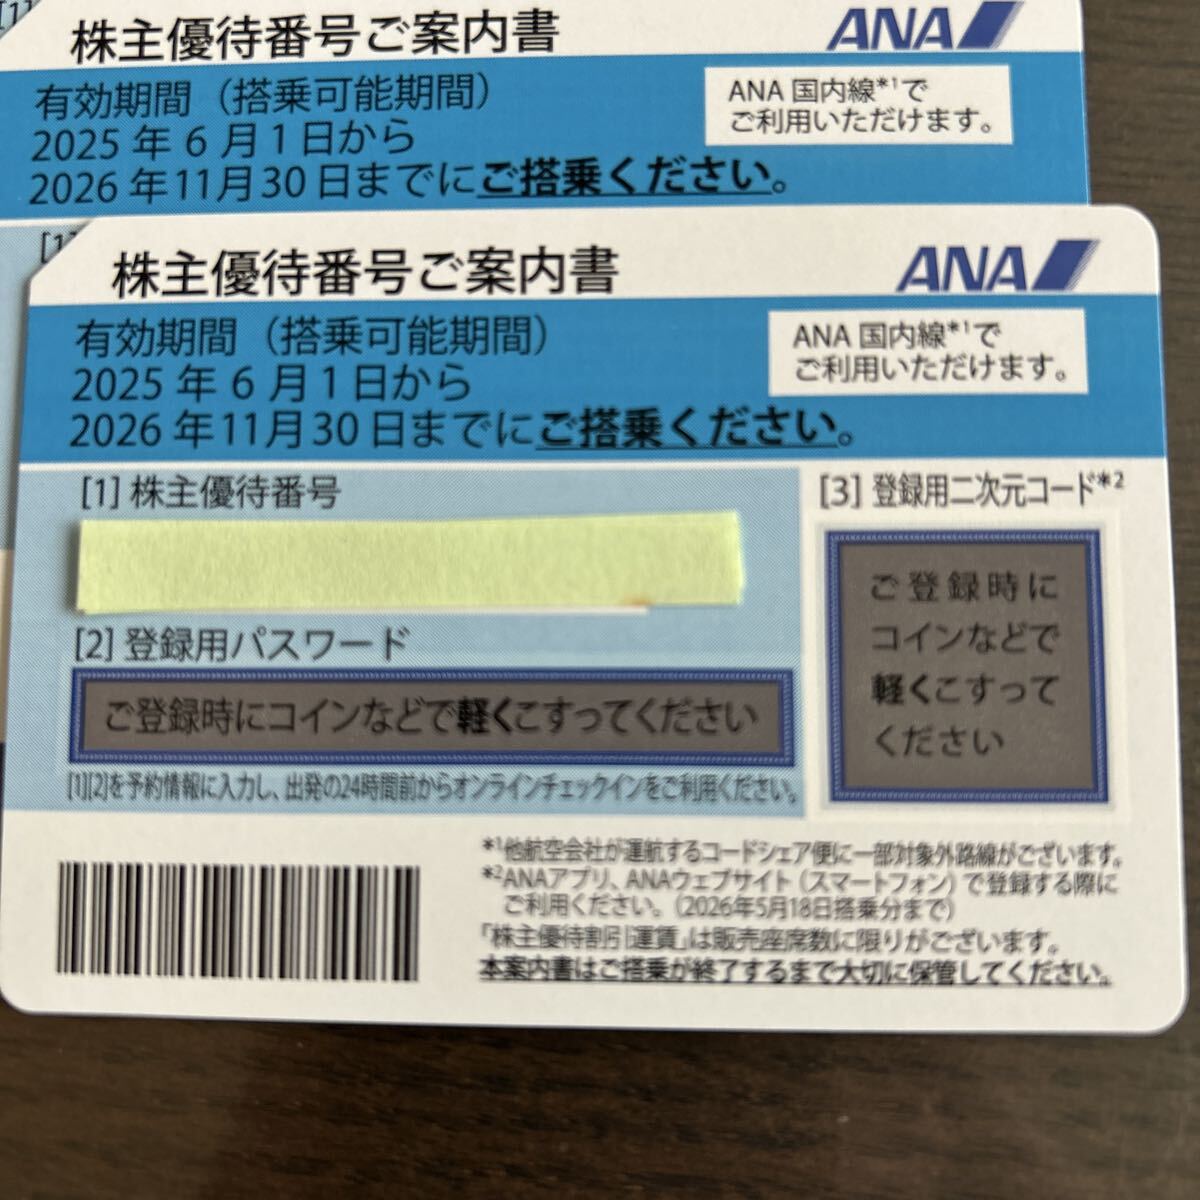 [1]
株主優待番号ご案内書
ANA
有効期間（搭乗可能期間）
2025年6月1日から
2026年11月30日までにご搭乗ください。
ANA国内線*1で
ご利用いただけます。
[1]
株主優待番号ご案内書
ANA
有効期間（搭乗可能期間）
2025年6月1日から
2026年11月30日までにご搭乗ください。
ANA国内線*1で
ご利用いただけます。
[1]株主優待番号
[2]登録用パスワード
ご登録時にコインなどで軽くこすってください
[1][2]を予約情報に入力し、出発の24時間前からオンラインチェックインをご利用ください。
[3]登録用二次元コード*2
ご登録時に
コインなどで
軽くこすって
ください
*1他航空会社が運航するコードシェア便に一部対象外路線がございます。
*2ANAアプリ、ANAウェブサイト（スマートフォン）で登録する際に
ご利用ください。（2026年5月18日搭乗分まで）
「株主優待割引運賃」は販売座席数に限りがございます。
本案内書はご搭乗が終了するまで大切に保管してください。